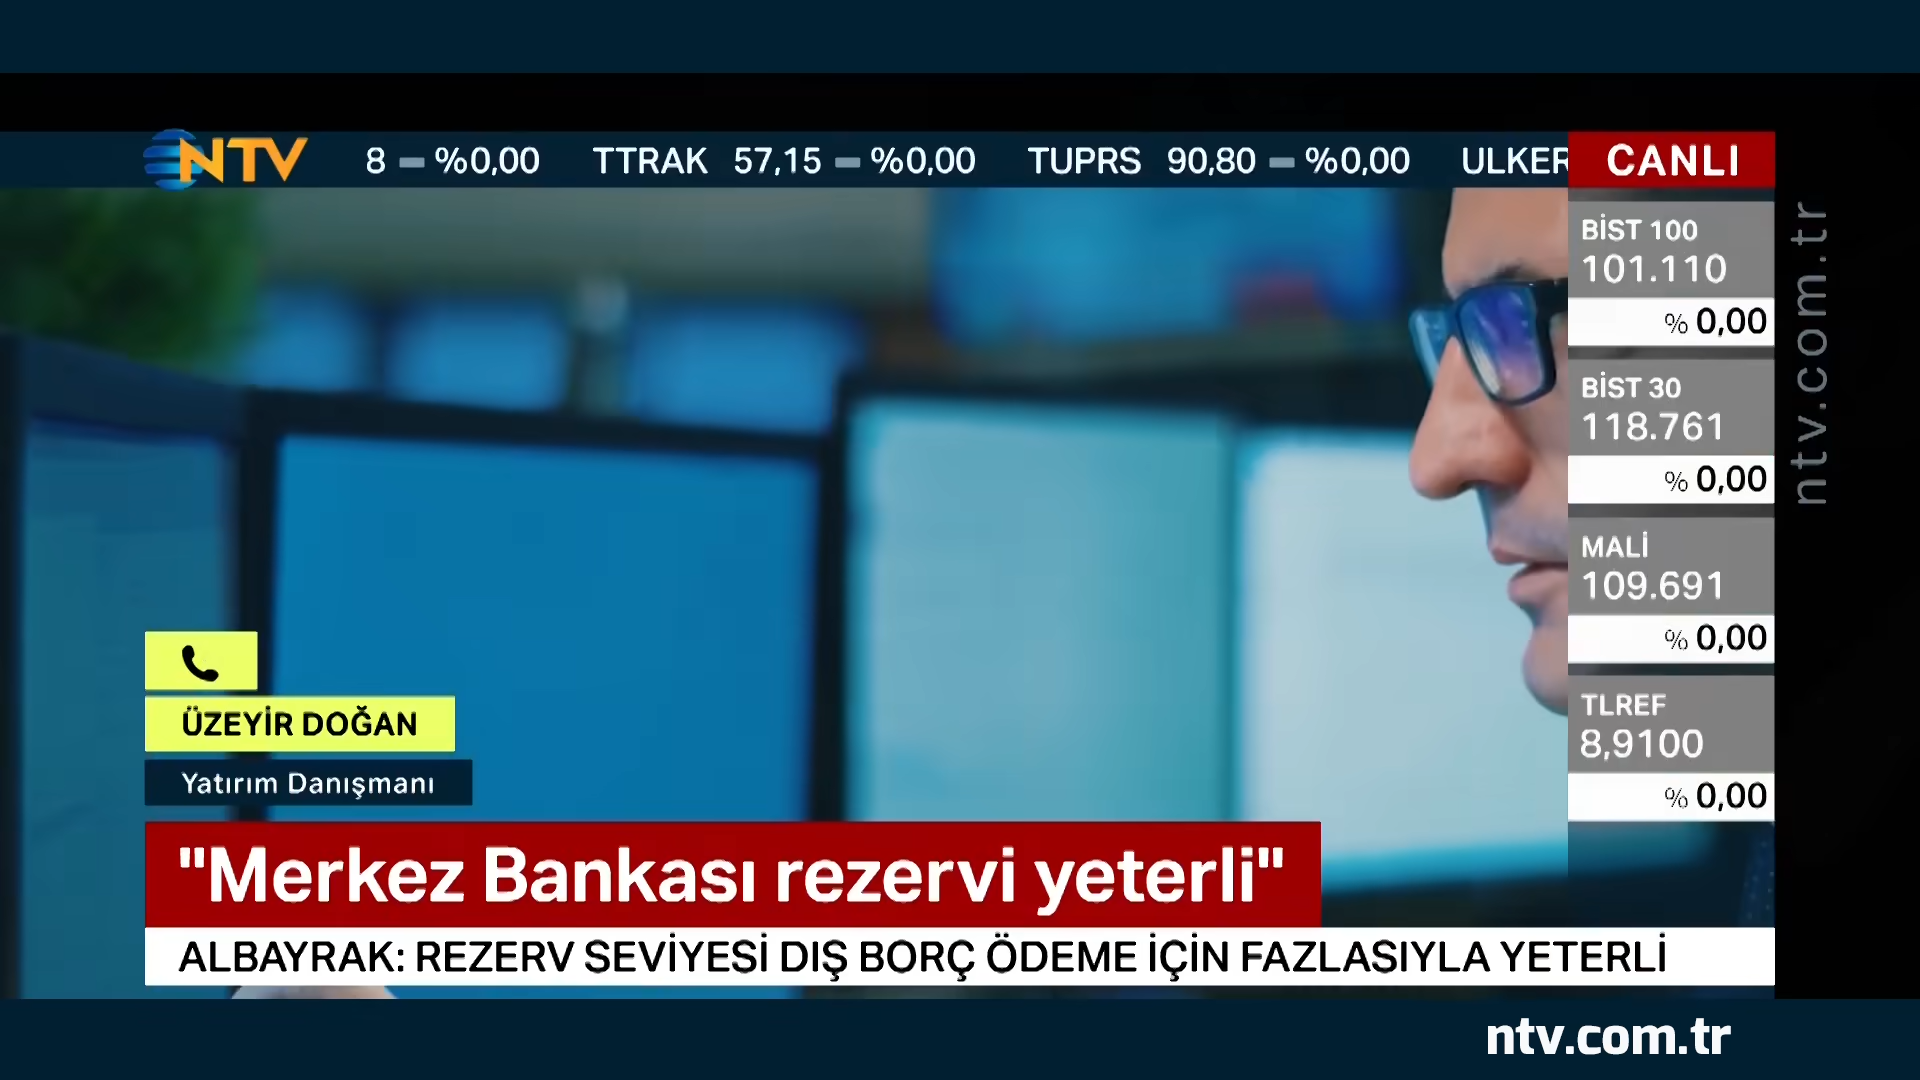 NTV
8 %0,00 TTRAK 57,15 %0,00 TUPRS 90,80 %0,00 ULKER
CANLI
BİST 100
101.110
% 0,00
BİST 30
118.761
% 0,00
MALİ
109.691
% 0,00
TLREF
8,9100
% 0,00
ntv.com.tr
ÜZEYİR DOĞAN
Yatırım Danışmanı
"Merkez Bankası rezervi yeterli"
ALBAYRAK: REZERV SEVİYESİ DIŞ BORÇ ÖDEME İÇİN FAZLASIYLA YETERLİ
ntv.com.tr